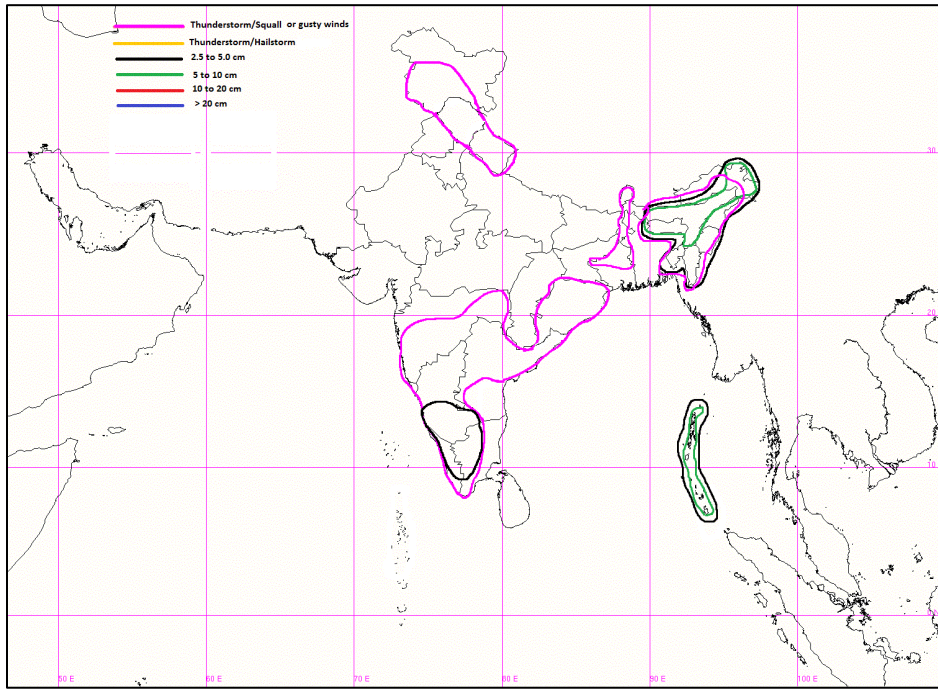 Thunderstorm/Squall or gusty winds
Thunderstorm/Hailstorm
2.5 to 5.0 cm
5 to 10 cm
10 to 20 cm
> 20 cm
30
20
10
50 E
60 E
70 E
80 E
90 E
100 E